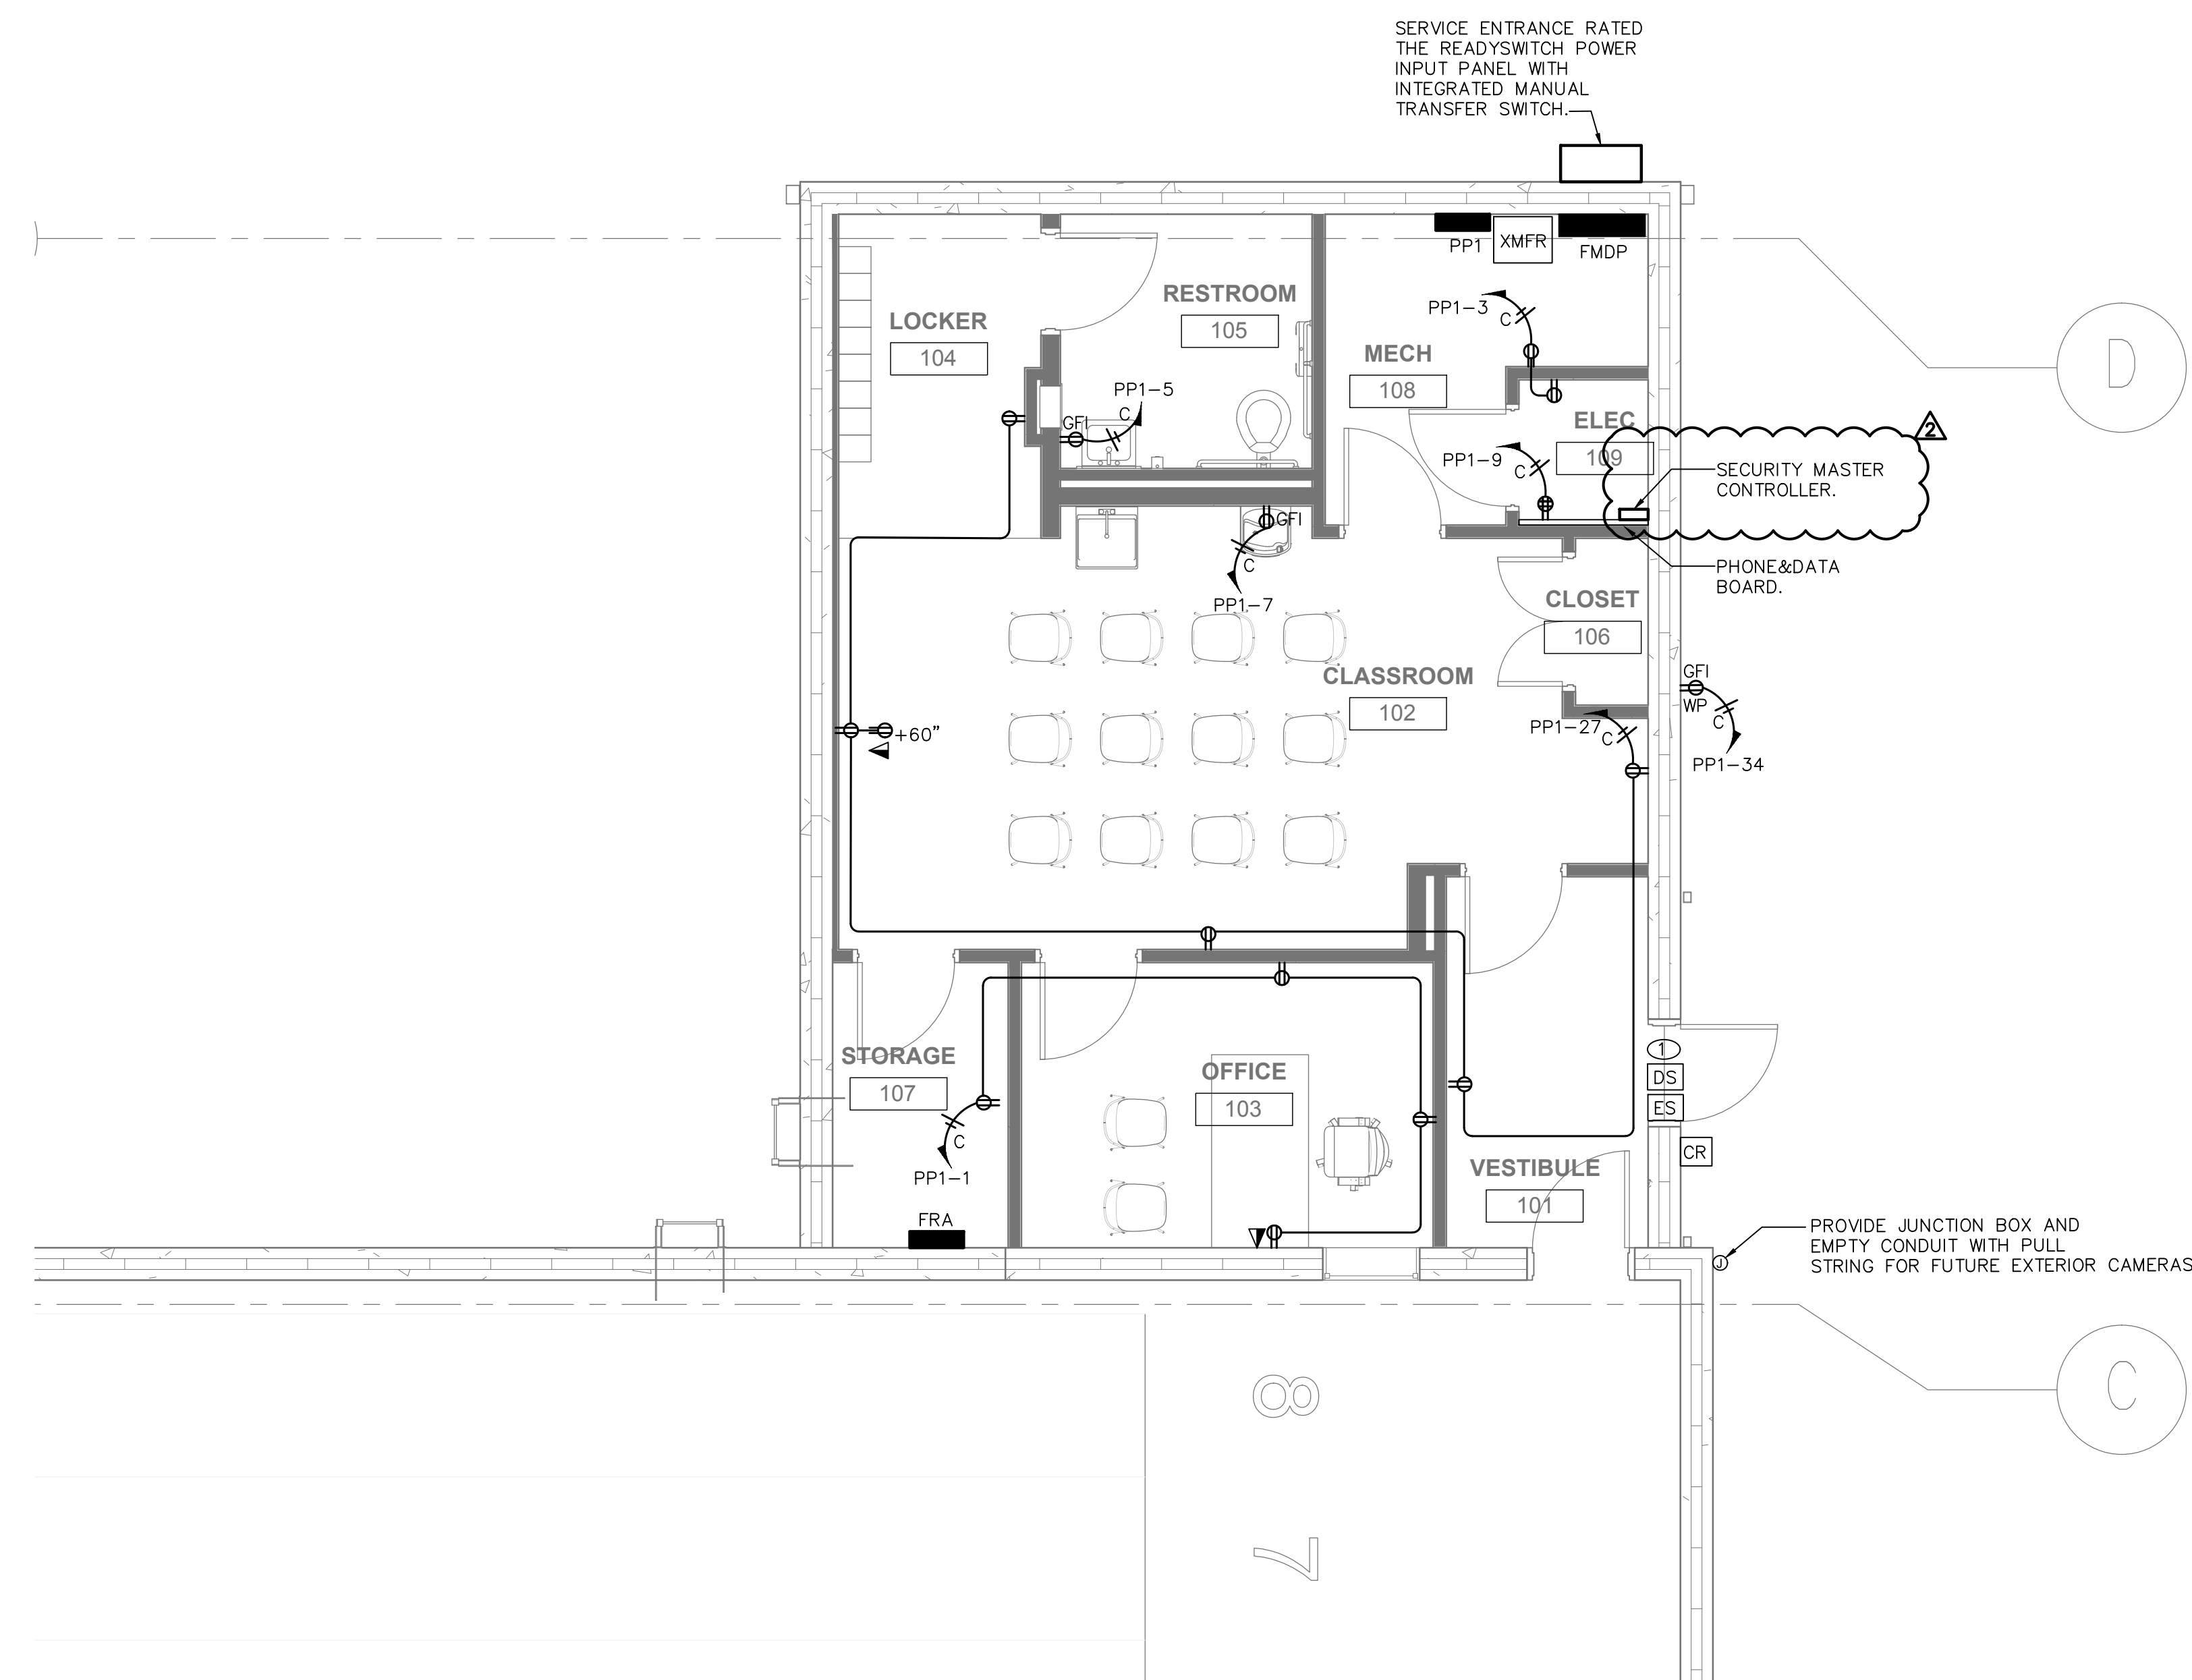 SERVICE ENTRANCE RATED
THE READYSWITCH POWER
INPUT PANEL WITH
INTEGRATED MANUAL
TRANSFER SWITCH.
PP1
XMFR
FMDP
D
RESTROOM
105
LOCKER
104
PP1-3
C
MECH
108
PP1-5
GFI
C
ELEC
109
2
PP1-9
C
SECURITY MASTER
CONTROLLER.
GFI
C
PP1-7
PHONE&DATA
BOARD.
CLOSET
106
CLASSROOM
102
GFI
WP
C
PP1-34
PP1-27
C
+60"
STORAGE
107
OFFICE
103
1
DS
ES
CR
C
PP1-1
FRA
VESTIBULE
101
PROVIDE JUNCTION BOX AND
EMPTY CONDUIT WITH PULL
STRING FOR FUTURE EXTERIOR CAMERAS
J
C
8
7